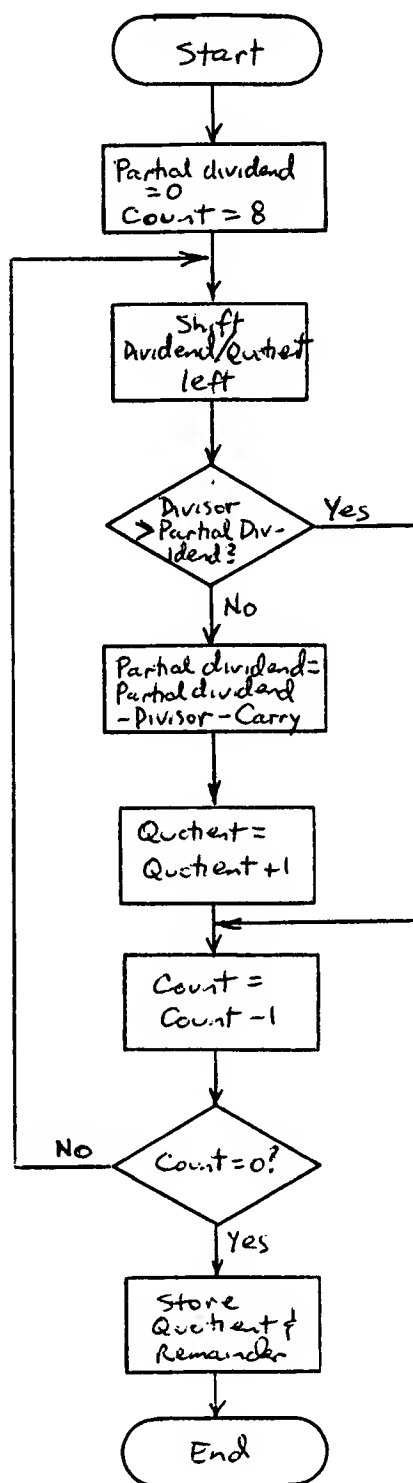 Start
Partial dividend
=0
Count = 8
Shift
Dividend/Qutient
left
Divisor
> Partial Div-
idend?
Yes
No
Partial dividend=
Partial dividend
-Divisor-Carry
Quotient =
Quotient +1
Count =
Count -1
No
Count=0?
Yes
Store
Quotient &
Remainder
End